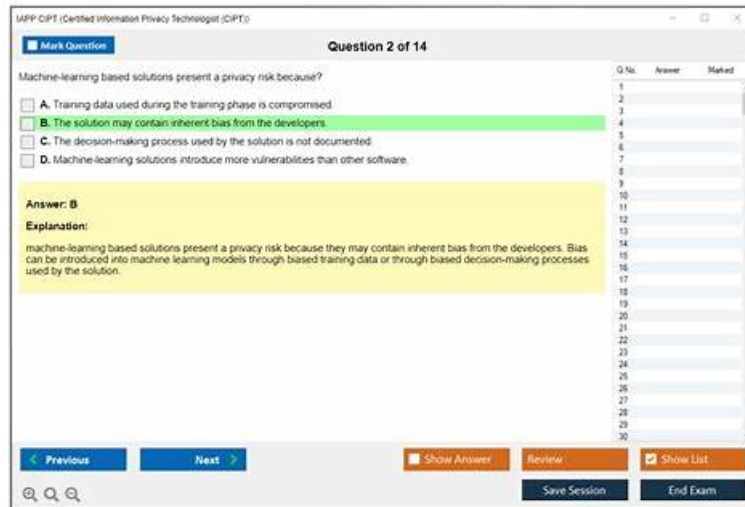 IAPP CIPT (Certified Information Privacy Technologist (CIPT))
Mark Question
Question 2 of 14
Machine-learning based solutions present a privacy risk because?
A. Training data used during the training phase is compromised.
B. The solution may contain inherent bias from the developers.
C. The decision-making process used by the solution is not documented.
D. Machine-learning solutions introduce more vulnerabilities than other software.
Answer: B
Explanation:
machine-learning based solutions present a privacy risk because they may contain inherent bias from the developers. Bias
can be introduced into machine learning models through biased training data or through biased decision-making processes
used by the solution.
Q No. Answer Marked
1
2
3
4
5
6
7
8
9
10
11
12
13
14
15
16
17
18
19
20
21
22
23
24
25
26
27
28
29
30
Previous
Next
Show Answer
Review
Show List
Save Session
End Exam